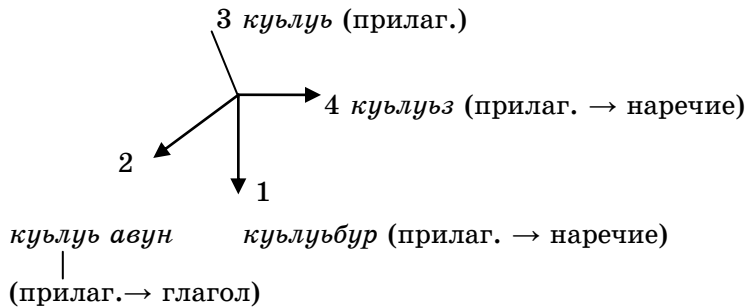 3 куьлуь (прилаг.)
4 куьлуьз (прилаг. → наречие)
2
1
куьлуь авун куьлуьбур (прилаг. → наречие)
(прилаг.→ глагол)